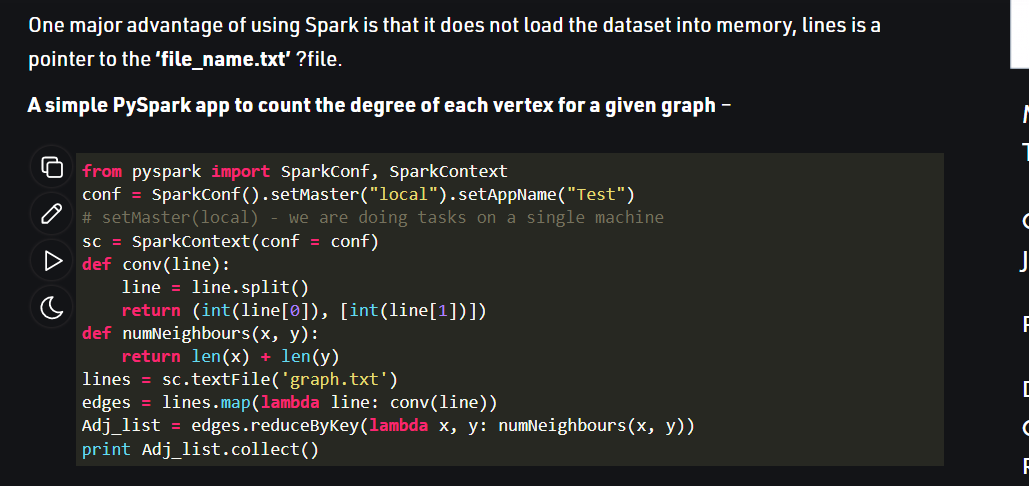 One major advantage of using Spark is that it does not load the dataset into memory, lines is a
pointer to the ‘file_name.txt’ ?file.
A simple PySpark app to count the degree of each vertex for a given graph –
from pyspark import SparkConf, SparkContext
conf = SparkConf().setMaster("local").setAppName("Test")
# setMaster(local) - we are doing tasks on a single machine
sc = SparkContext(conf = conf)
def conv(line):
    line = line.split()
    return (int(line[0]), [int(line[1])])
def numNeighbours(x, y):
    return len(x) + len(y)
lines = sc.textFile('graph.txt')
edges = lines.map(lambda line: conv(line))
Adj_list = edges.reduceByKey(lambda x, y: numNeighbours(x, y))
print Adj_list.collect()